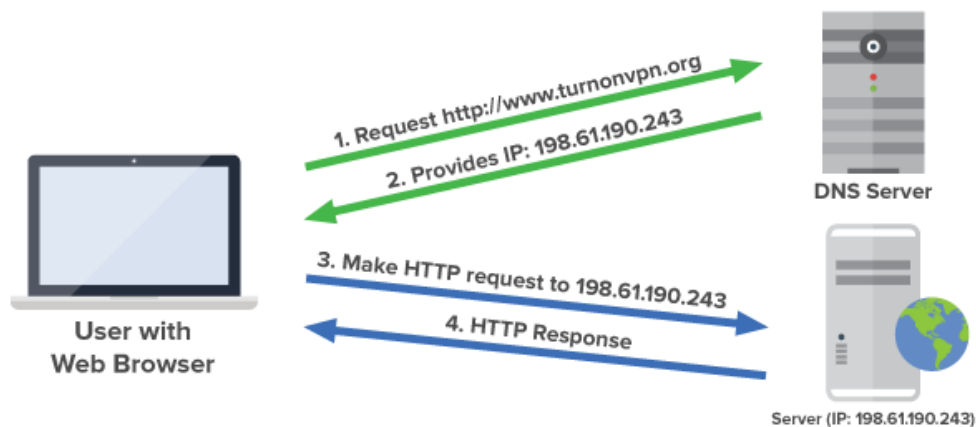 1. Request http://www.turnonvpn.org
2. Provides IP: 198.61.190.243
DNS Server
3. Make HTTP request to 198.61.190.243
4. HTTP Response
User with
Web Browser
Server (IP: 198.61.190.243)